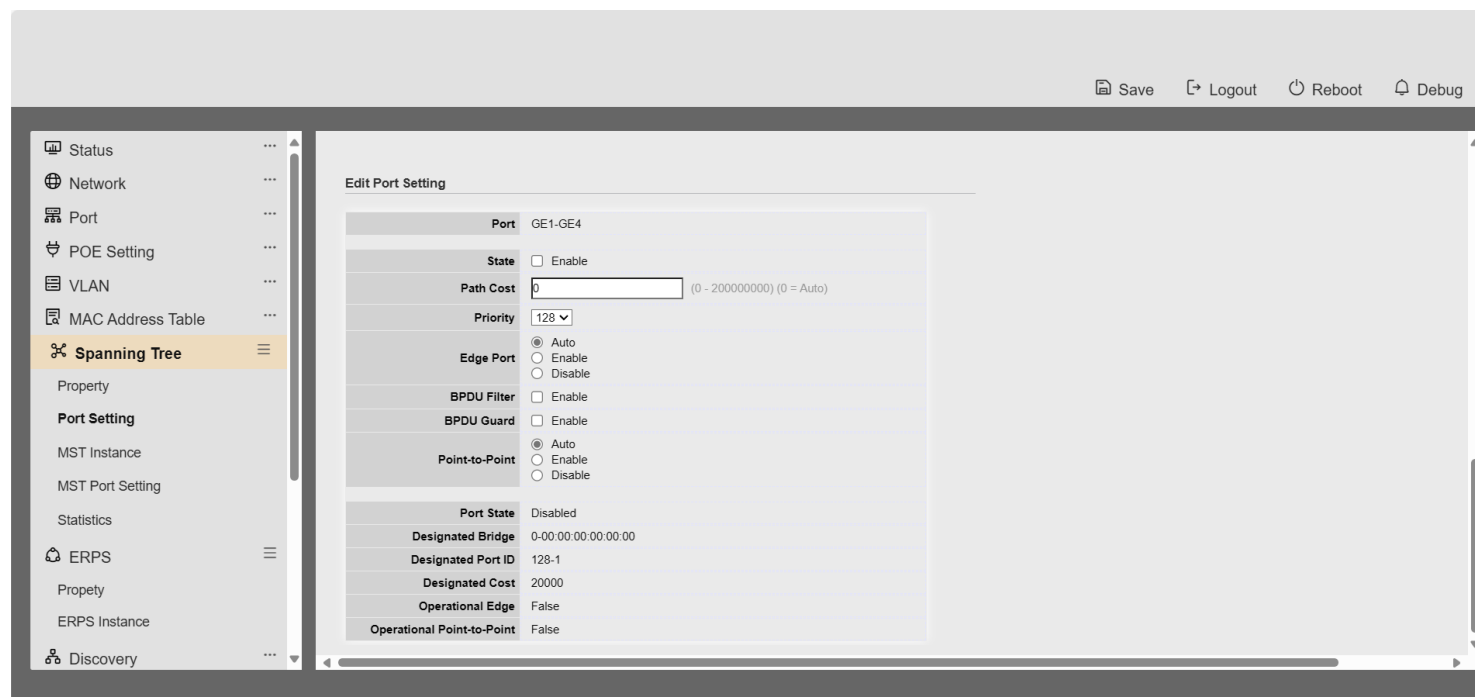 Save Logout Reboot Debug
Status
Network
Port
POE Setting
VLAN
MAC Address Table
Spanning Tree
Property
Port Setting
MST Instance
MST Port Setting
Statistics
ERPS
Propety
ERPS Instance
Discovery
Edit Port Setting
Port GE1-GE4
State Enable
Path Cost 0 (0 - 200000000) (0 = Auto)
Priority 128
Edge Port Auto
Enable
Disable
BPDU Filter Enable
BPDU Guard Enable
Point-to-Point Auto
Enable
Disable
Port State Disabled
Designated Bridge 0-00:00:00:00:00:00
Designated Port ID 128-1
Designated Cost 20000
Operational Edge False
Operational Point-to-Point False